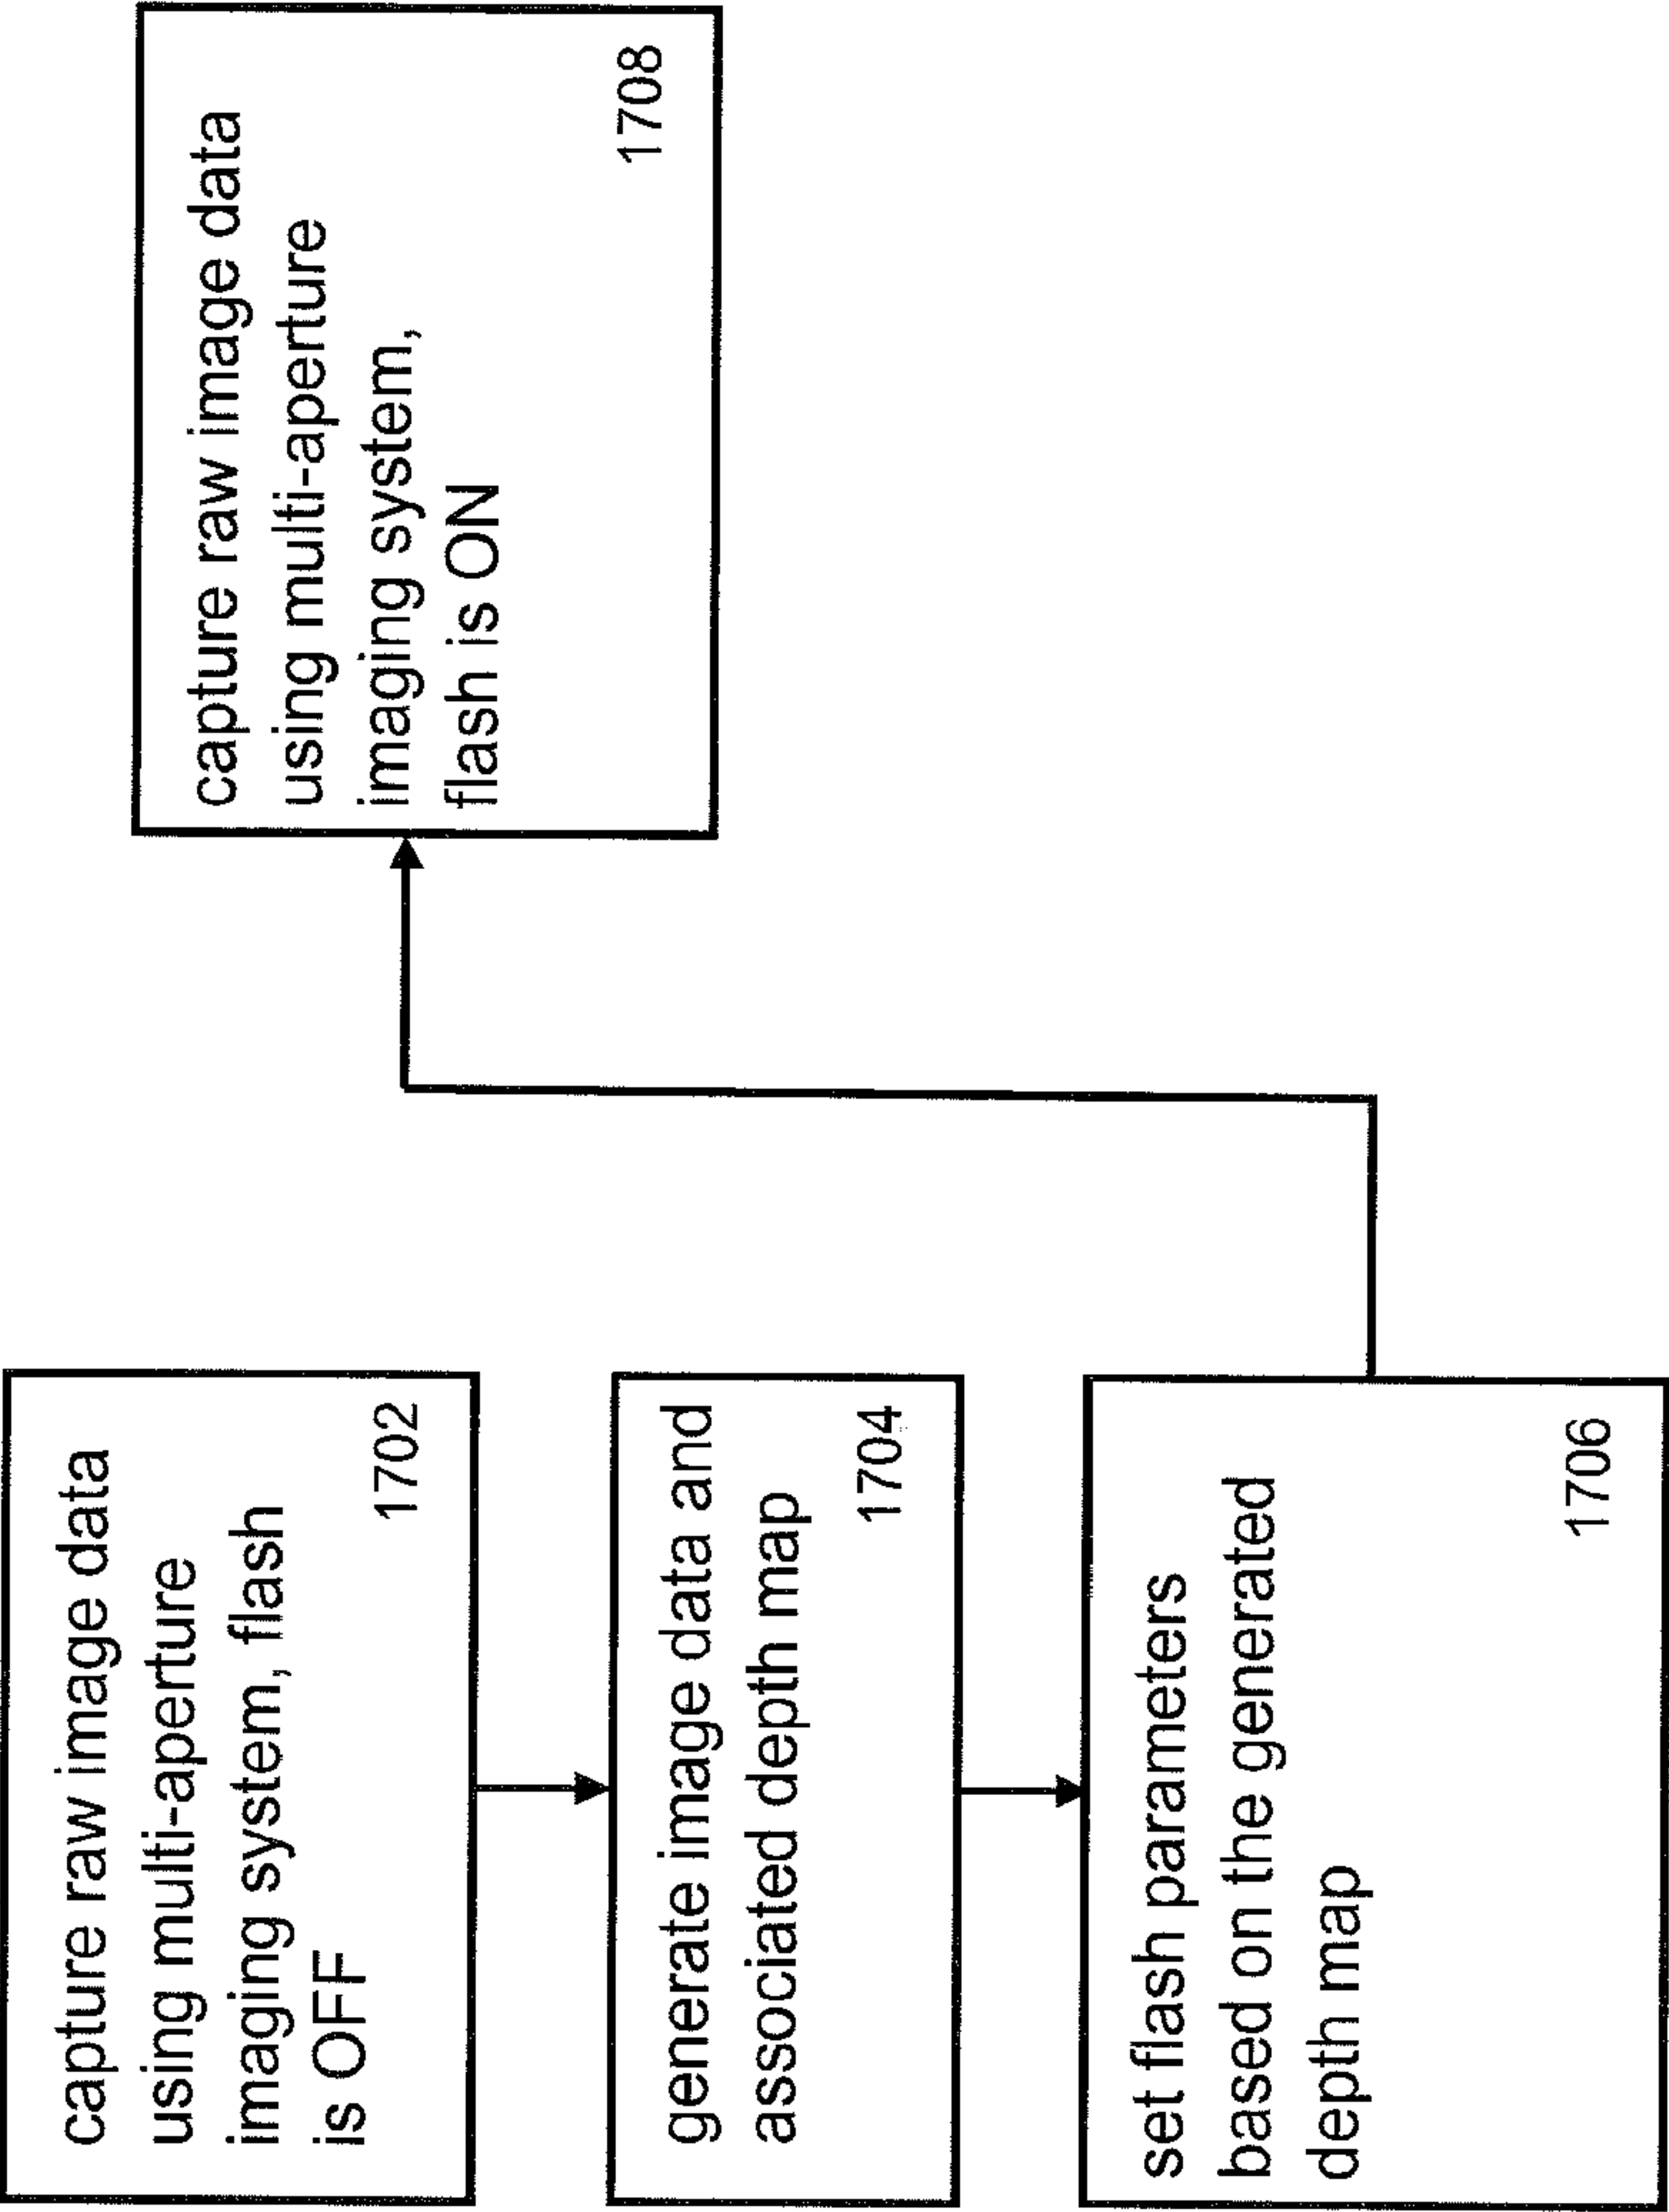 capture raw image data
using multi-aperture
imaging system, flash
is OFF
1702
generate image data and
associated depth map
1704
set flash parameters
based on the generated
depth map
1706
capture raw image data
using multi-aperture
imaging system,
flash is ON
1708